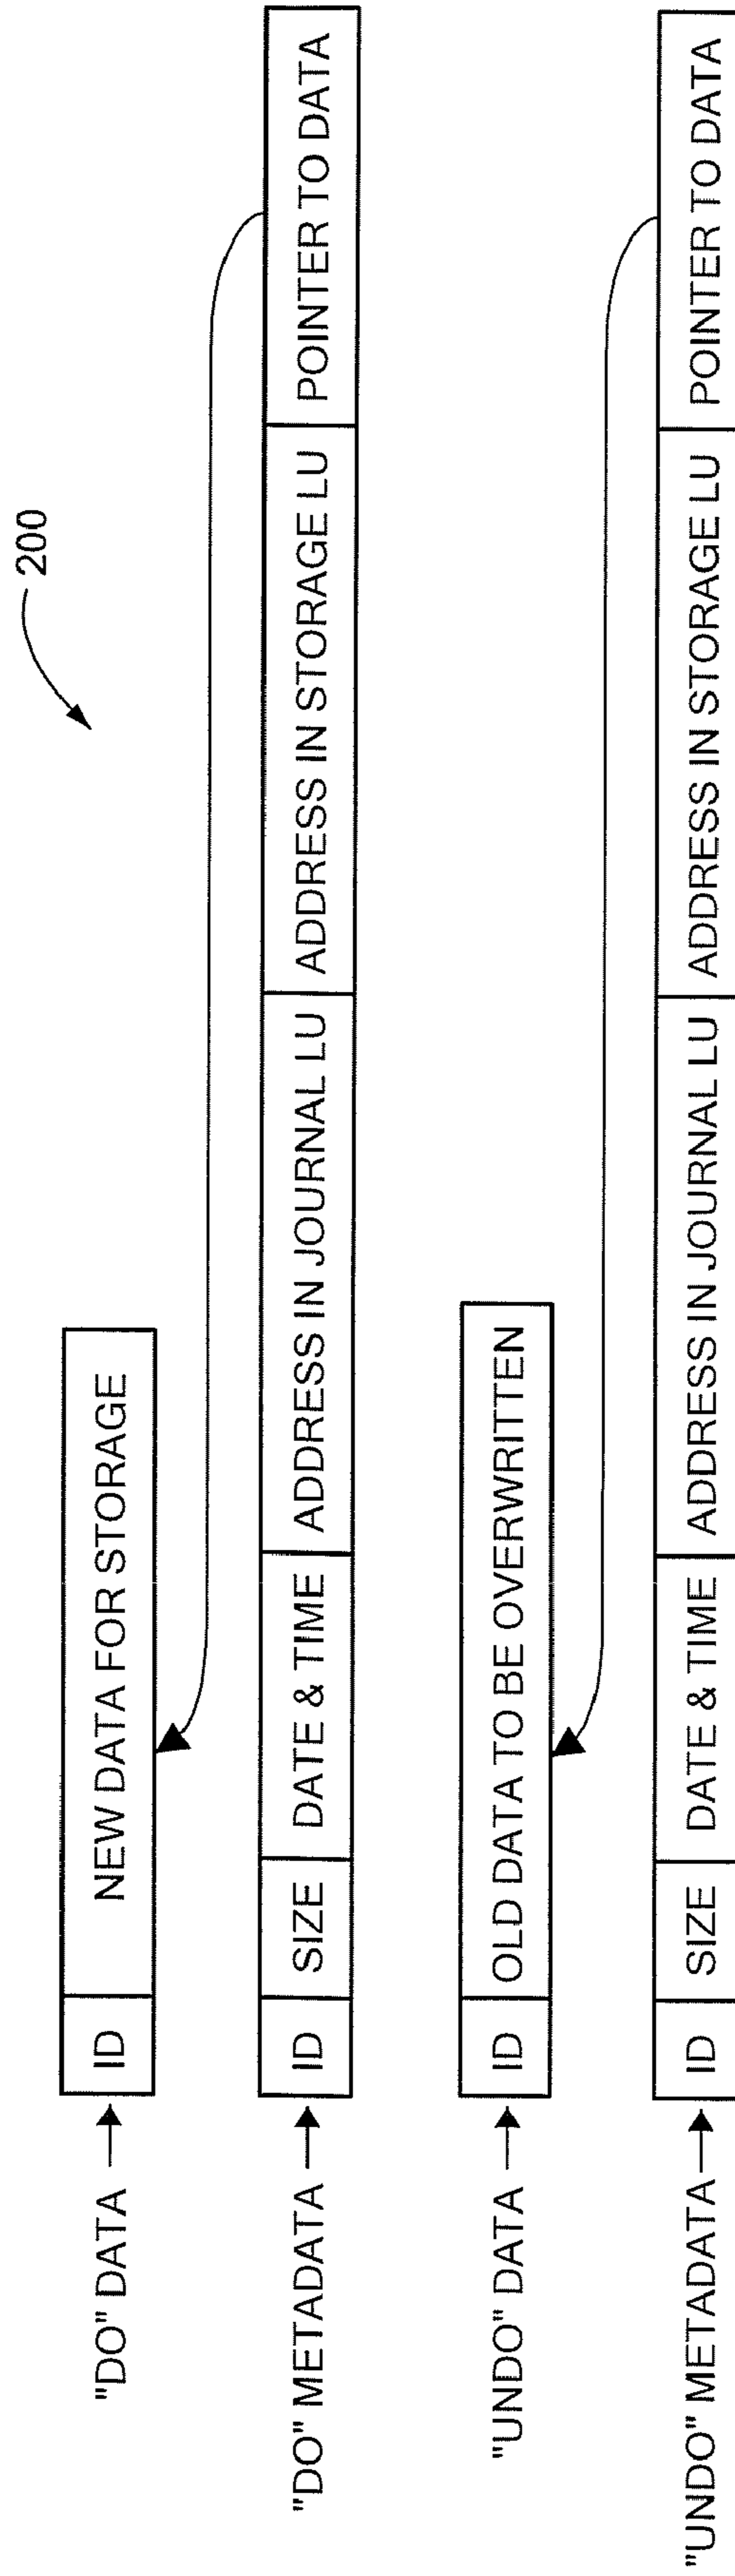 200
"DO" DATA ID NEW DATA FOR STORAGE
"DO" METADATA ID SIZE DATE & TIME ADDRESS IN JOURNAL LU ADDRESS IN STORAGE LU POINTER TO DATA
"UNDO" DATA ID OLD DATA TO BE OVERWRITTEN
"UNDO" METADATA ID SIZE DATE & TIME ADDRESS IN JOURNAL LU ADDRESS IN STORAGE LU POINTER TO DATA